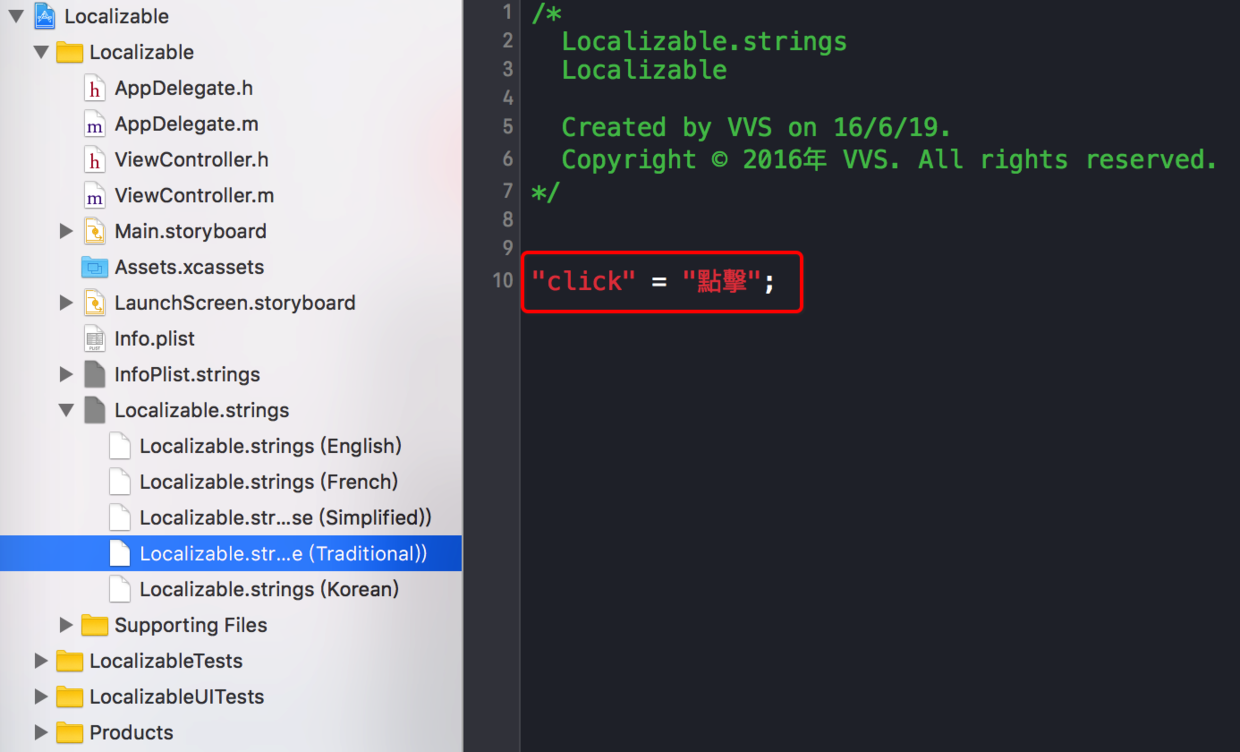 Localizable
Localizable
AppDelegate.h
AppDelegate.m
ViewController.h
ViewController.m
Main.storyboard
Assets.xcassets
LaunchScreen.storyboard
Info.plist
InfoPlist.strings
Localizable.strings
Localizable.strings (English)
Localizable.strings (French)
Localizable.str...se (Simplified))
Localizable.str...e (Traditional))
Localizable.strings (Korean)
Supporting Files
LocalizableTests
LocalizableUITests
Products
1 /*
2 Localizable.strings
3 Localizable
4
5 Created by VVS on 16/6/19.
6 Copyright © 2016年 VVS. All rights reserved.
7 */
8
9
10 "click" = "點擊";